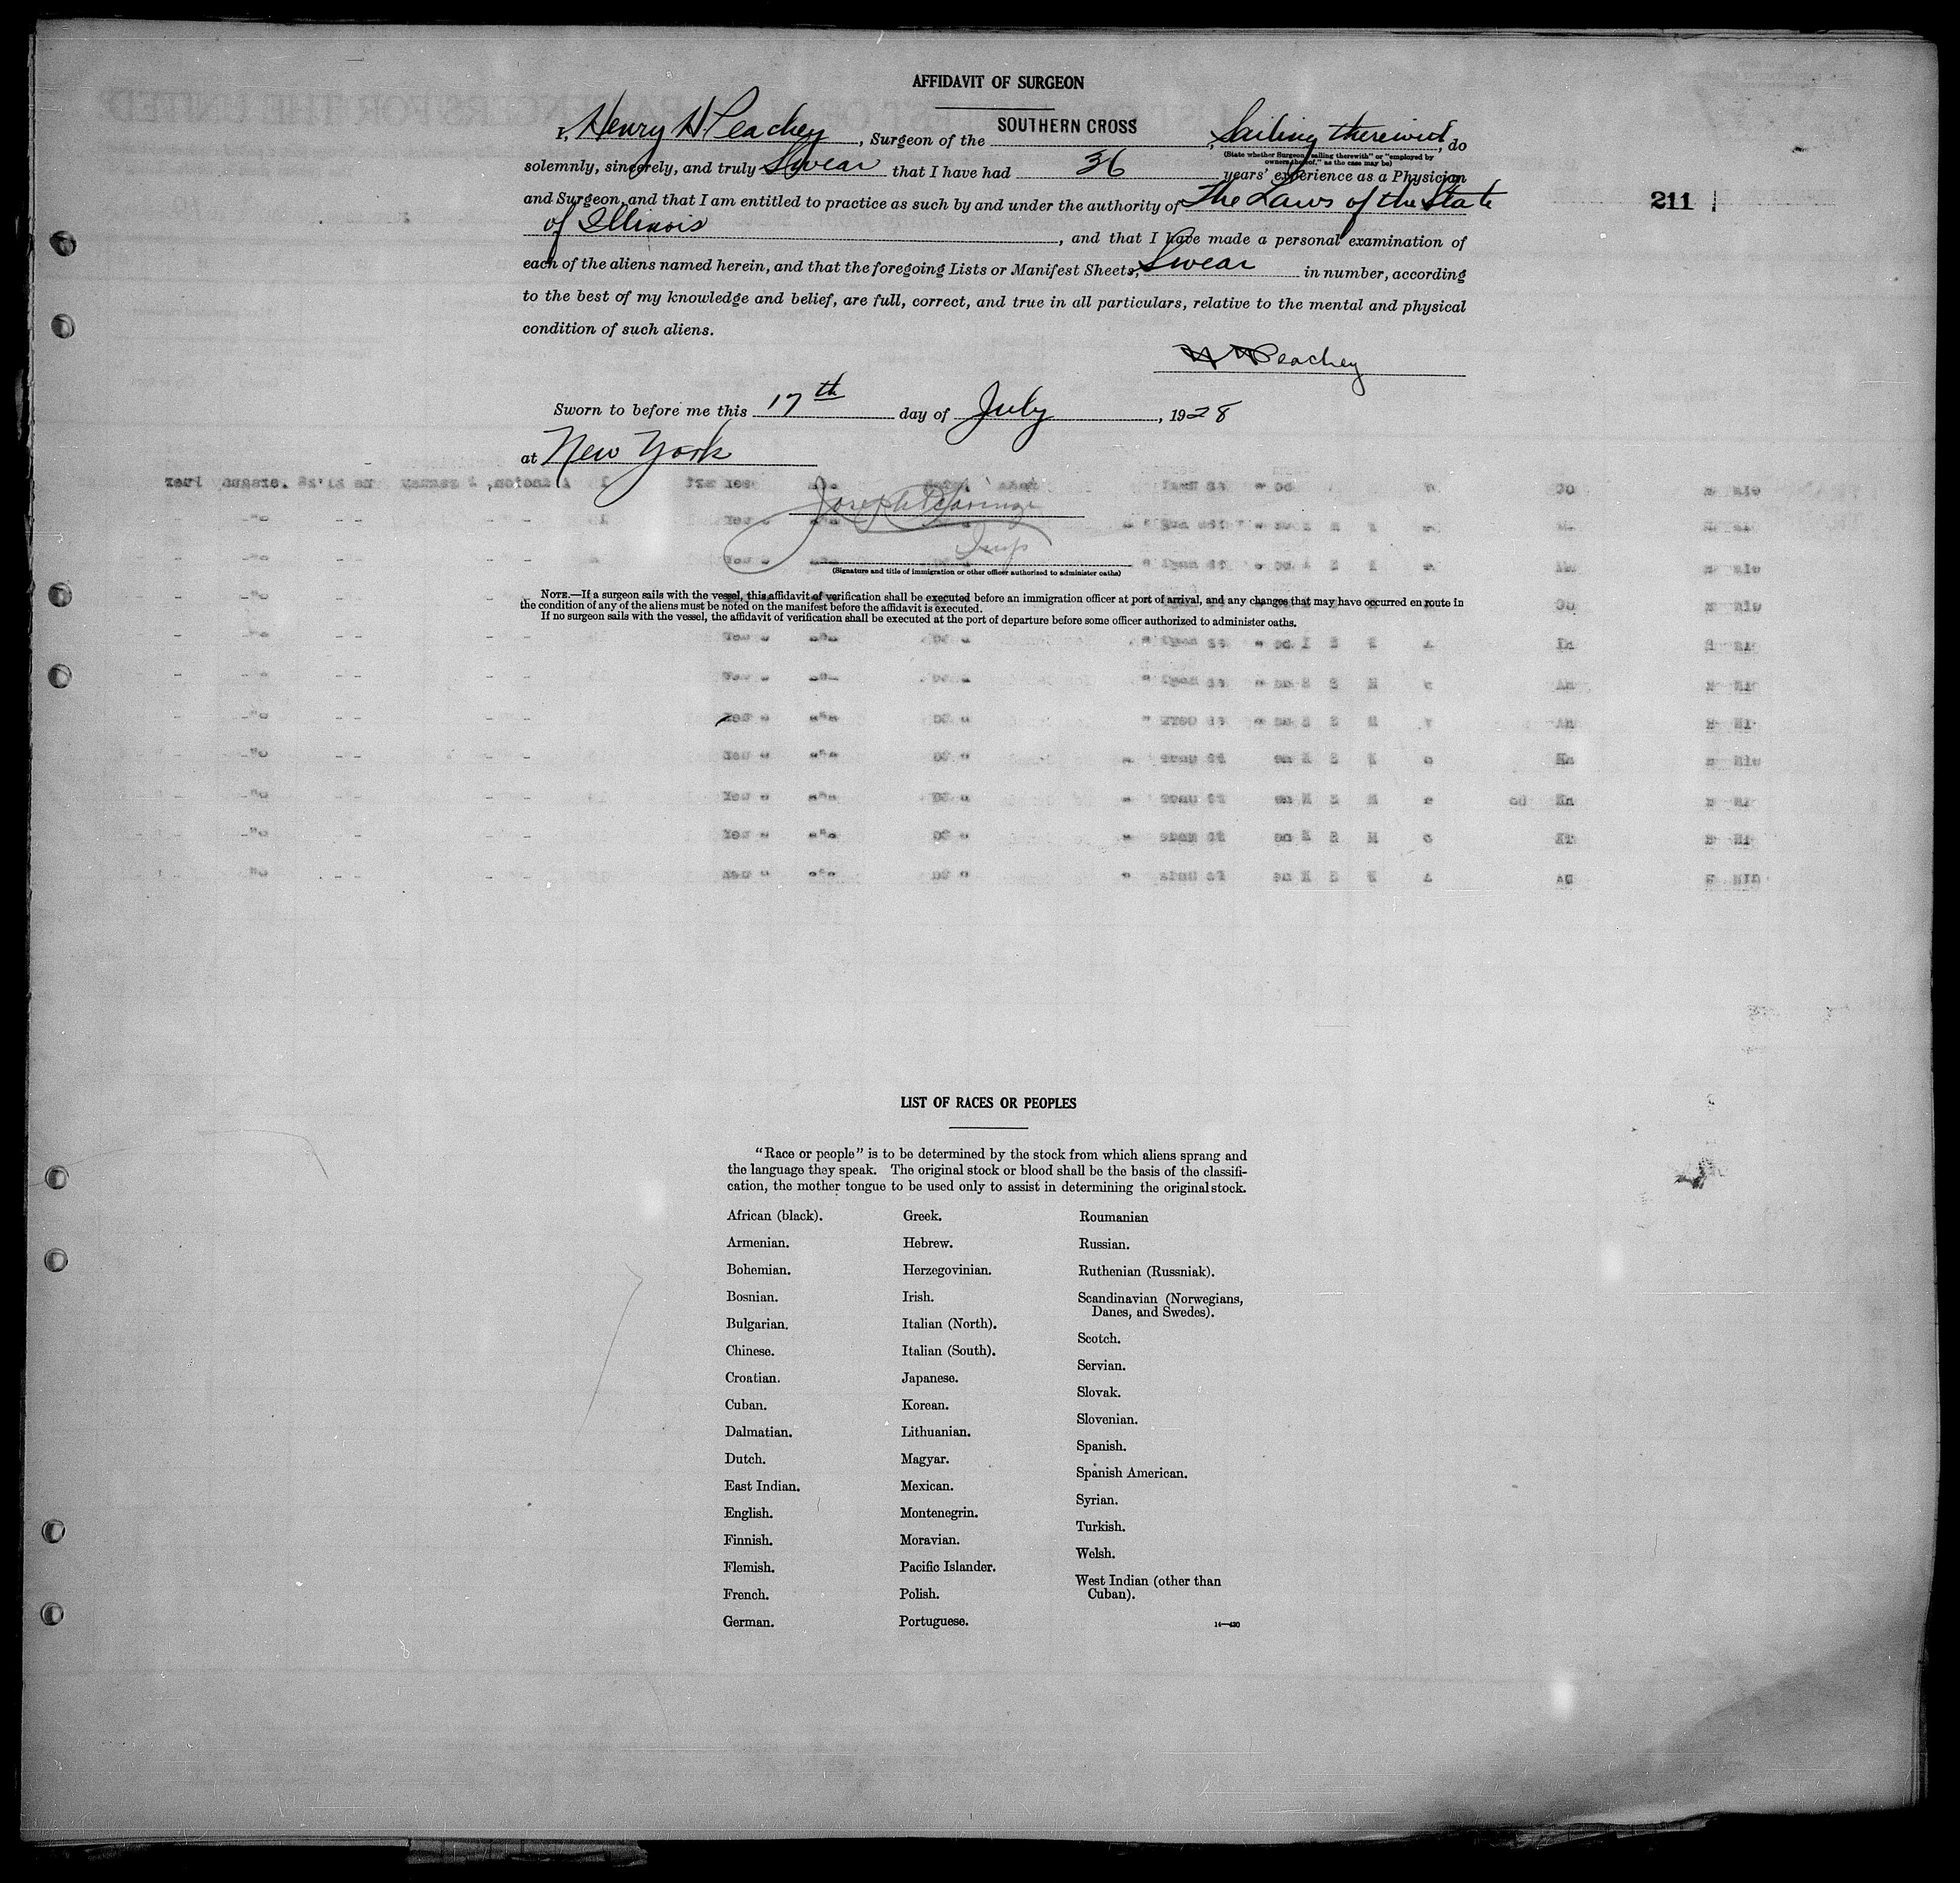 AFFIDAVIT OF SURGEON
I, Henry H Peachey, Surgeon of the SOUTHERN CROSS, Sailing therewith, do
(State whether Surgeon "sailing therewith" or "employed by
owners thereof," as the case may be)
solemnly, sincerely, and truly Swear that I have had 36 years' experience as a Physician
and Surgeon, and that I am entitled to practice as such by and under the authority of The Laws of the State
211
of Illinois, and that I have made a personal examination of
each of the aliens named herein, and that the foregoing Lists or Manifest Sheets, Swear in number, according
to the best of my knowledge and belief, are full, correct, and true in all particulars, relative to the mental and physical
condition of such aliens.
H H Peachey
Sworn to before me this 17th day of July, 1928
at New York
Insp
(Signature and title of immigration or other officer authorized to administer oaths)
NOTE.—If a surgeon sails with the vessel, this affidavit of verification shall be executed before an immigration officer at port of arrival, and any changes that may have occurred en route in
the condition of any of the aliens must be noted on the manifest before the affidavit is executed.
If no surgeon sails with the vessel, the affidavit of verification shall be executed at the port of departure before some officer authorized to administer oaths.
LIST OF RACES OR PEOPLES
"Race or people" is to be determined by the stock from which aliens sprang and
the language they speak. The original stock or blood shall be the basis of the classifi-
cation, the mother tongue to be used only to assist in determining the original stock.
African (black).
Armenian.
Bohemian.
Bosnian.
Bulgarian.
Chinese.
Croatian.
Cuban.
Dalmatian.
Dutch.
East Indian.
English.
Finnish.
Flemish.
French.
German.
Greek.
Hebrew.
Herzegovinian.
Irish.
Italian (North).
Italian (South).
Japanese.
Korean.
Lithuanian.
Magyar.
Mexican.
Montenegrin.
Moravian.
Pacific Islander.
Polish.
Portuguese.
Roumanian
Russian.
Ruthenian (Russniak).
Scandinavian (Norwegians,
Danes, and Swedes).
Scotch.
Servian.
Slovak.
Slovenian.
Spanish.
Spanish American.
Syrian.
Turkish.
Welsh.
West Indian (other than
Cuban).
14—430